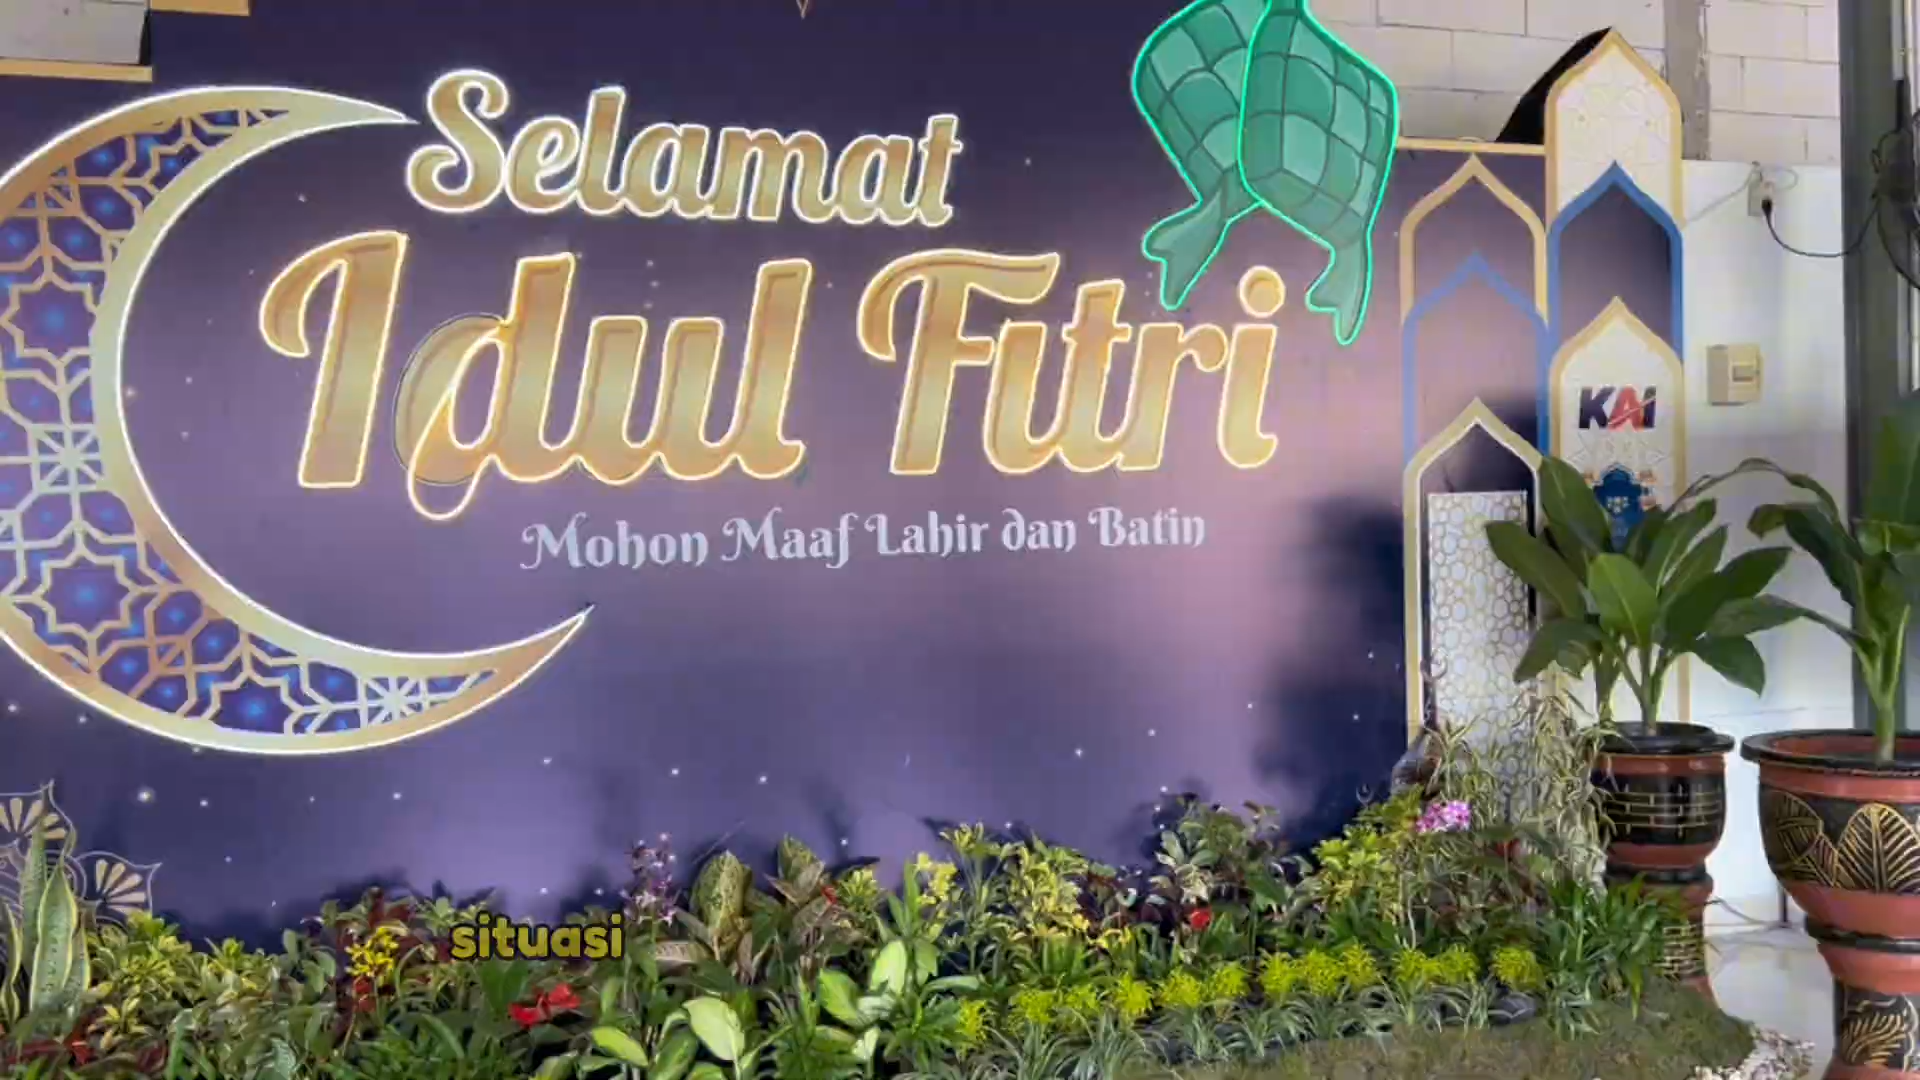 Selamat
Idul Fitri
Mohon Maaf Lahir dan Batin
KAI
situasi